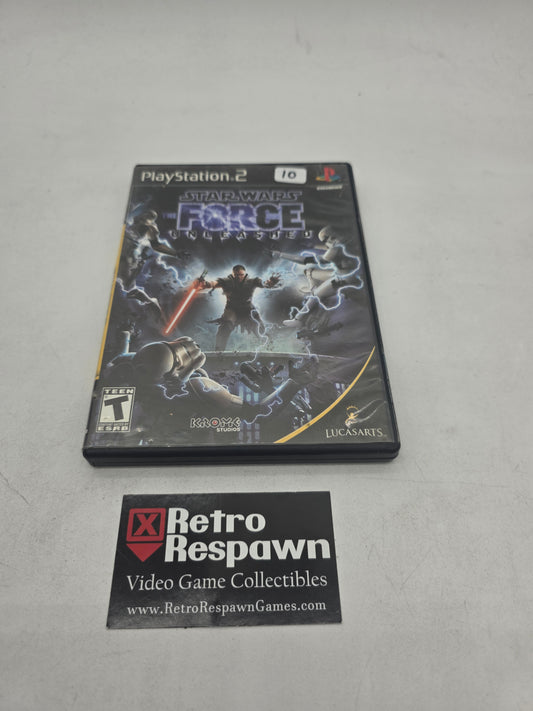 PlayStation®2
10
STAR WARS
THE FORCE
UNLEASHED
TEEN
T
ESRB
KROME
STUDIOS
LUCASARTS
Retro
Respawn
Video Game Collectibles
www.RetroRespawnGames.com